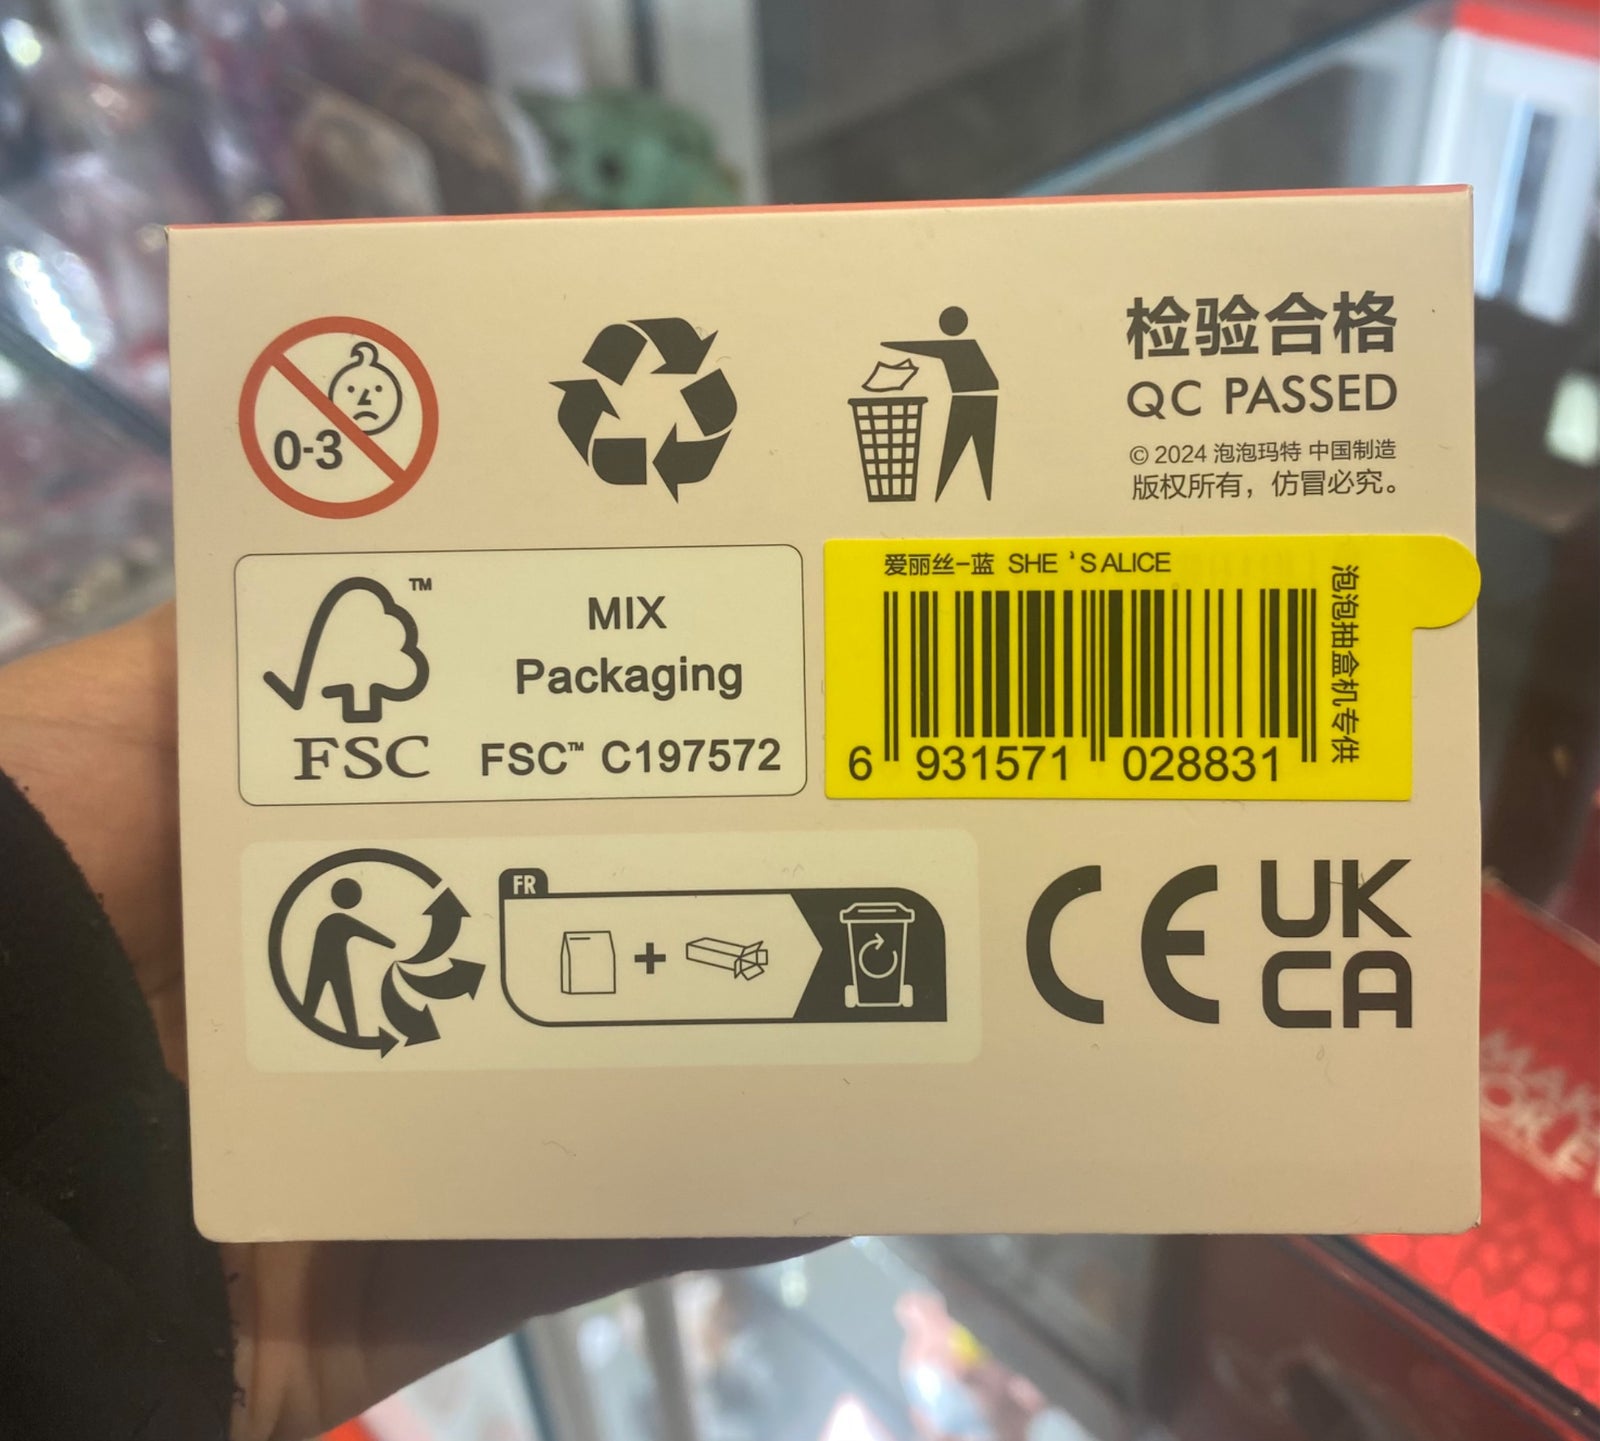 0-3
检验合格
QC PASSED
© 2024 泡泡玛特 中国制造
版权所有，仿冒必究。
TM
FSC
MIX
Packaging
FSC™ C197572
爱丽丝-蓝 SHE 'S ALICE
6 931571 028831
泡泡抽盒机专供
FR
CE
UK
CA
MAK